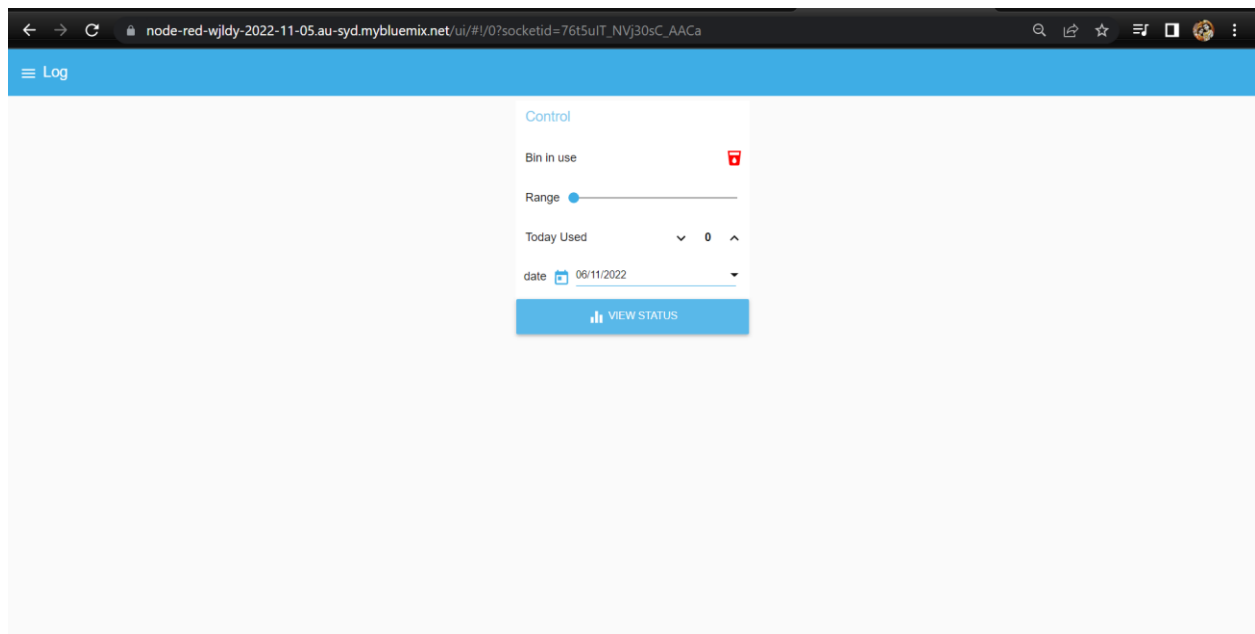 node-red-wjldy-2022-11-05.au-syd.mybluemix.net/ui/#!/0?socketid=76t5uIT_NVj30sC_AACa
Log
Control
Bin in use
Range
Today Used 0
date 06/11/2022
VIEW STATUS